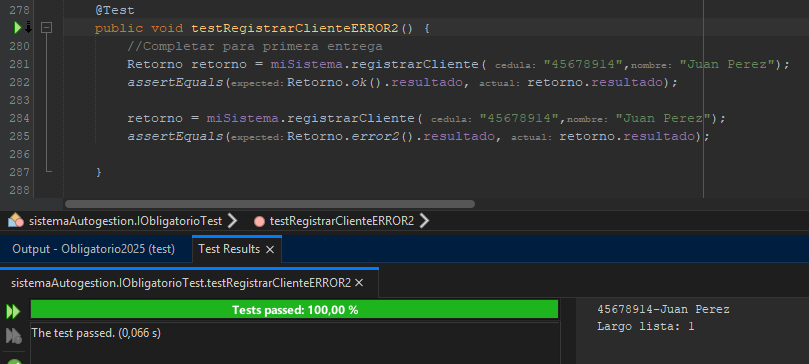 278 @Test
public void testRegistrarClienteERROR2() {
280 //Completar para primera entrega
281 Retorno retorno = miSistema.registrarCliente( cedula: "45678914",nombre: "Juan Perez");
282 assertEquals(expected:Retorno.ok().resultado, actual: retorno.resultado);
283
284 retorno = miSistema.registrarCliente( cedula: "45678914",nombre: "Juan Perez");
285 assertEquals(expected:Retorno.error2().resultado, actual: retorno.resultado);
286
287 }
288
sistemaAutogestion.IObligatorioTest testRegistrarClienteERROR2
Output - Obligatorio2025 (test) Test Results ×
sistemaAutogestion.IObligatorioTest.testRegistrarClienteERROR2 ×
Tests passed: 100,00 %
The test passed. (0,066 s)
45678914-Juan Perez
Largo lista: 1